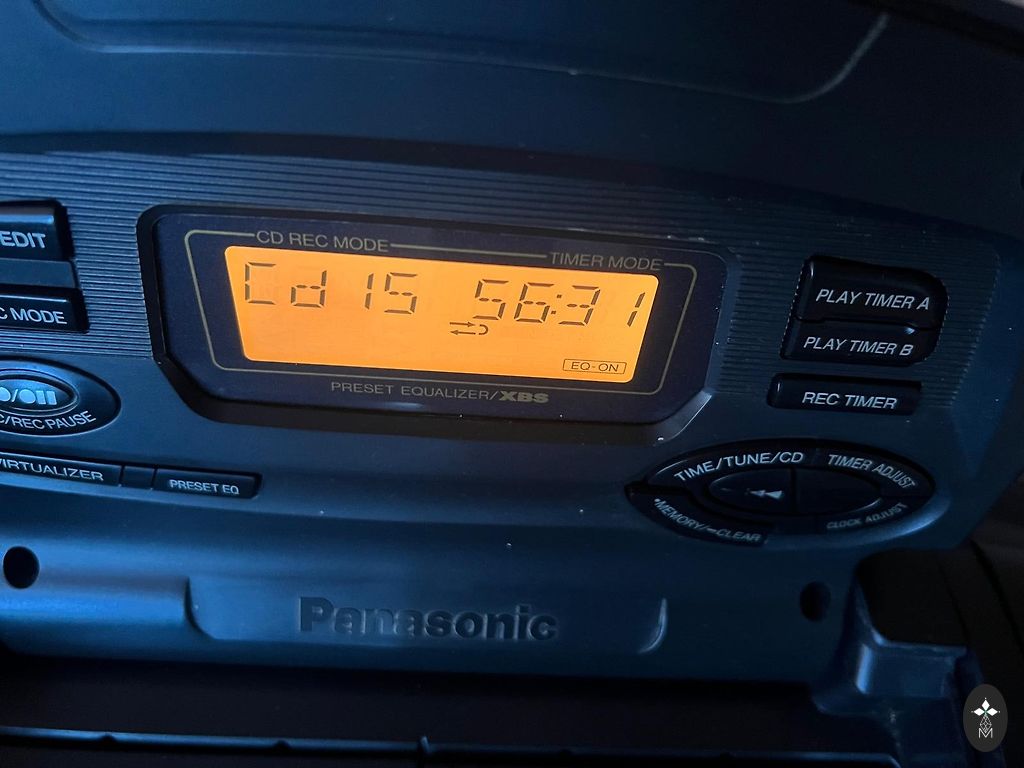 EDIT
CD REC MODE
TIMER MODE
Cd 15 56:31
C MODE
EQ-ON
PRESET EQUALIZER/XBS
PLAY TIMER A
PLAY TIMER B
REC TIMER
C/REC PAUSE
VIRTUALIZER
PRESET EQ
TIME/TUNE/CD
TIMER ADJUST
•MEMORY/–CLEAR
CLOCK ADJUST
Panasonic
M